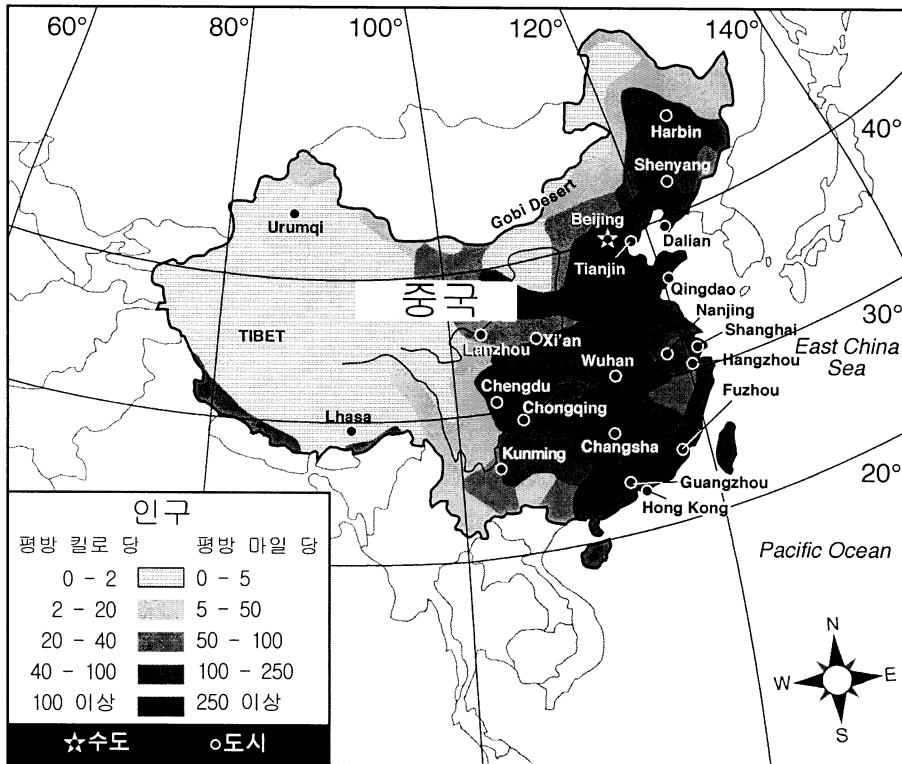 60°
80°
100°
120°
140°
40°
Harbin
Shenyang
Gobi Desert
Beijing
Urumqi
Dalian
Tianjin
Qingdao
중국
Nanjing
30°
Shanghai
TIBET
Lanzhou
Xi'an
East China
Sea
Wuhan
Hangzhou
Chengdu
Fuzhou
Chongqing
Lhasa
Changsha
Kunming
20°
Guangzhou
Hong Kong
Pacific Ocean
인구
평방 킬로 당 평방 마일 당
0 - 2 0 - 5
2 - 20 5 - 50
20 - 40 50 - 100
40 - 100 100 - 250
100 이상 250 이상
☆수도 ○도시
N
W E
S